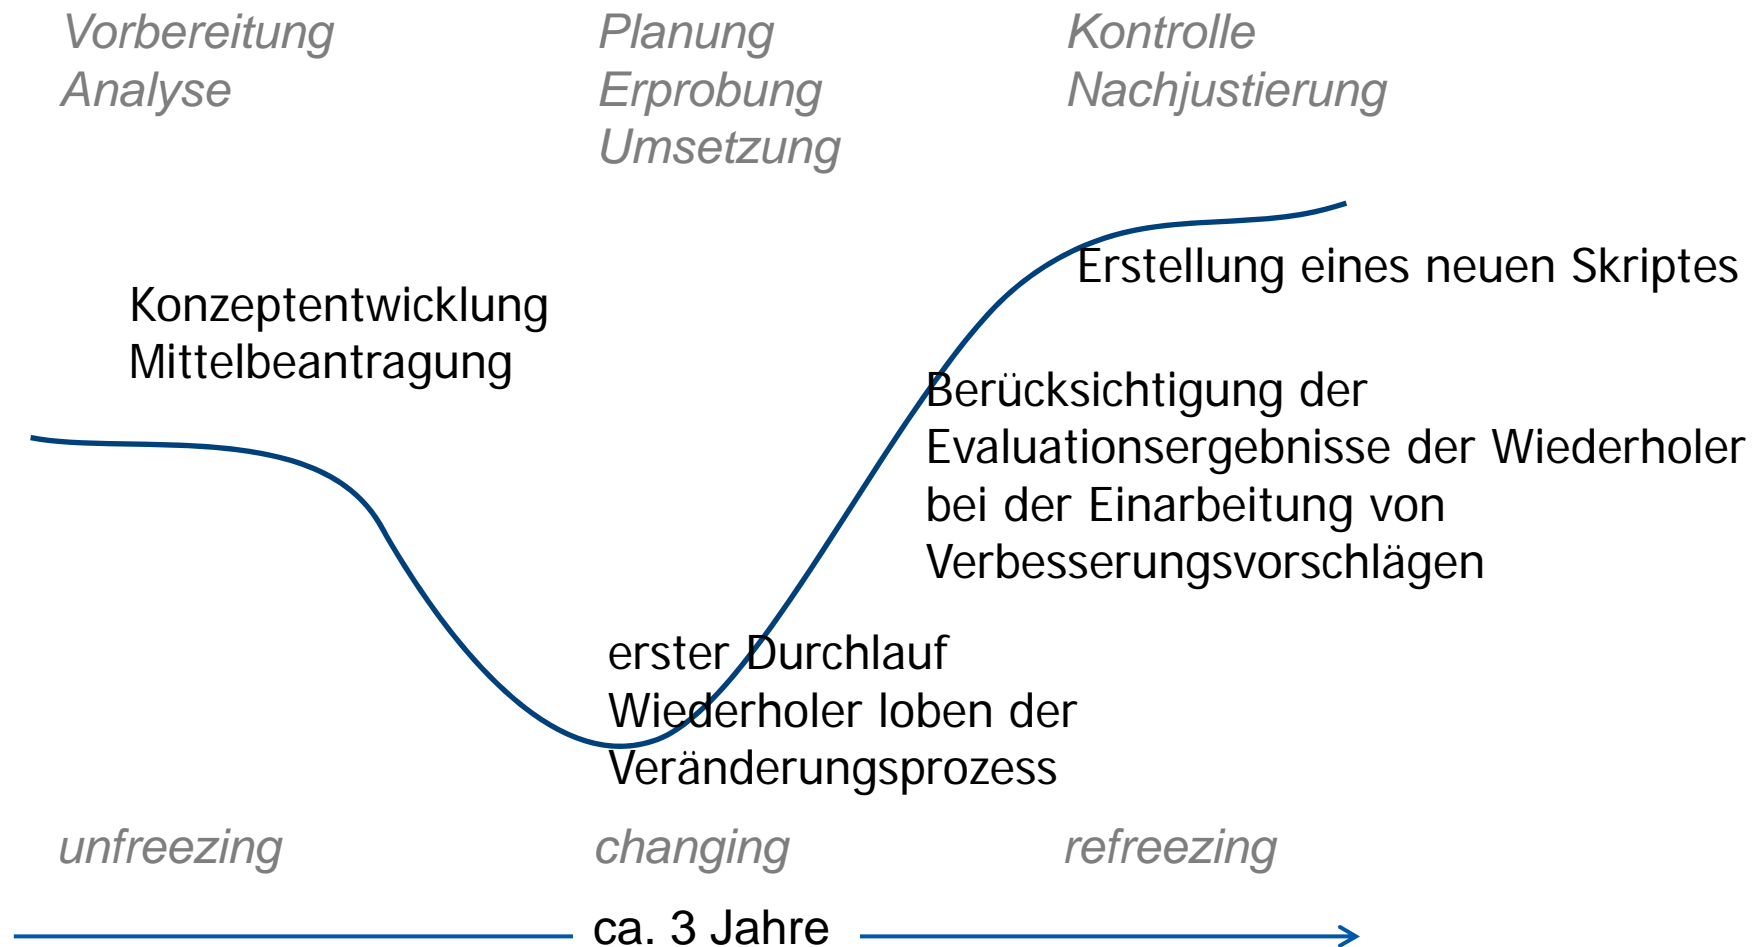 Vorbereitung
Analyse
Planung
Erprobung
Umsetzung
Kontrolle
Nachjustierung
Konzeptentwicklung
Mittelbeantragung
Erstellung eines neuen Skriptes
Berücksichtigung der
Evaluationsergebnisse der Wiederholer
bei der Einarbeitung von
Verbesserungsvorschlägen
erster Durchlauf
Wiederholer loben der
Veränderungsprozess
unfreezing
changing
refreezing
ca. 3 Jahre